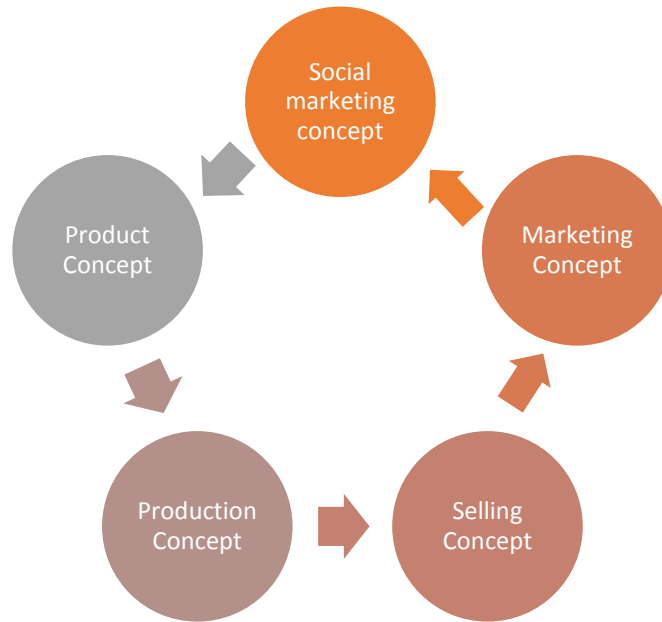 Social
marketing
concept
Product
Concept
Marketing
Concept
Production
Concept
Selling
Concept